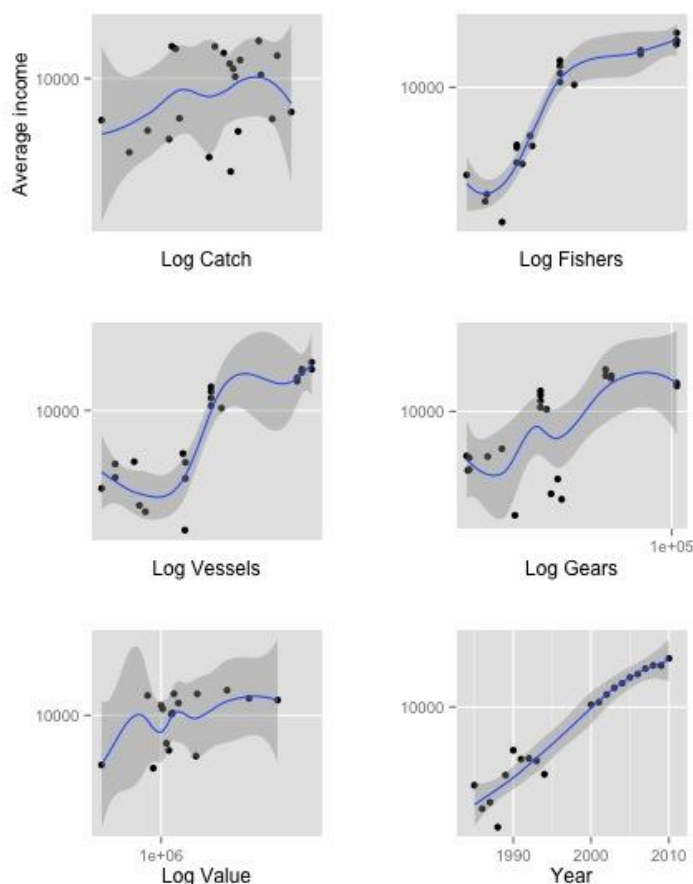 Average income
10000
10000
Log Catch
Log Fishers
10000
10000
1e+05
Log Vessels
Log Gears
10000
10000
1e+06
1990
2000
2010
Log Value
Year